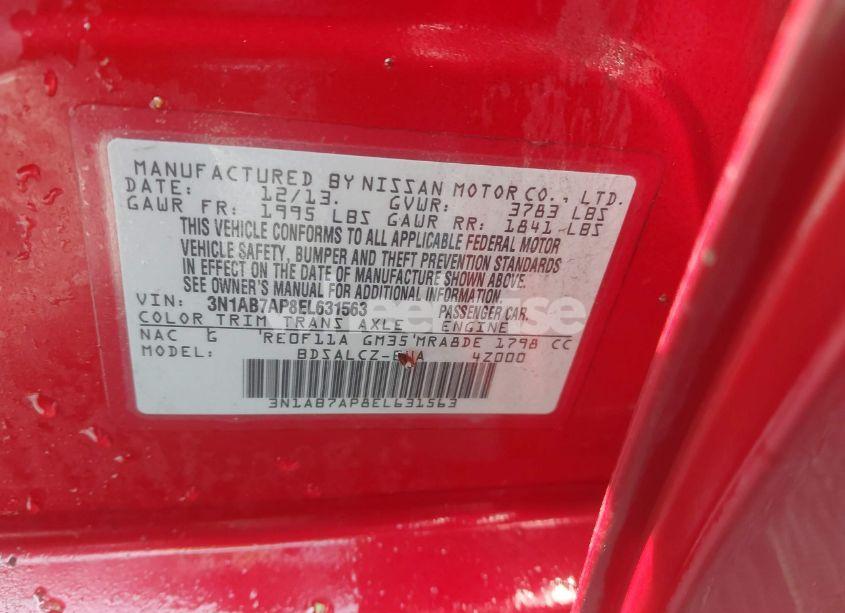 MANUFACTURED BY NISSAN MOTOR CO., LTD.
DATE: 12/13. GVWR: 3783 LBS
GAWR FR: 1995 LBS GAWR RR: 1841 LBS
THIS VEHICLE CONFORMS TO ALL APPLICABLE FEDERAL MOTOR
VEHICLE SAFETY, BUMPER AND THEFT PREVENTION STANDARDS
IN EFFECT ON THE DATE OF MANUFACTURE SHOWN ABOVE.
SEE OWNER'S MANUAL FOR ADDITIONAL INFORMATION.
VIN: 3N1AB7AP8EL631563 PASSENGER CAR.
COLOR TRIM TRANS AXLE ENGINE
NAC G RE0F11A GM35 MRA8DE 1798 CC
MODEL: 4Z000
3N1AB7AP8EL631563